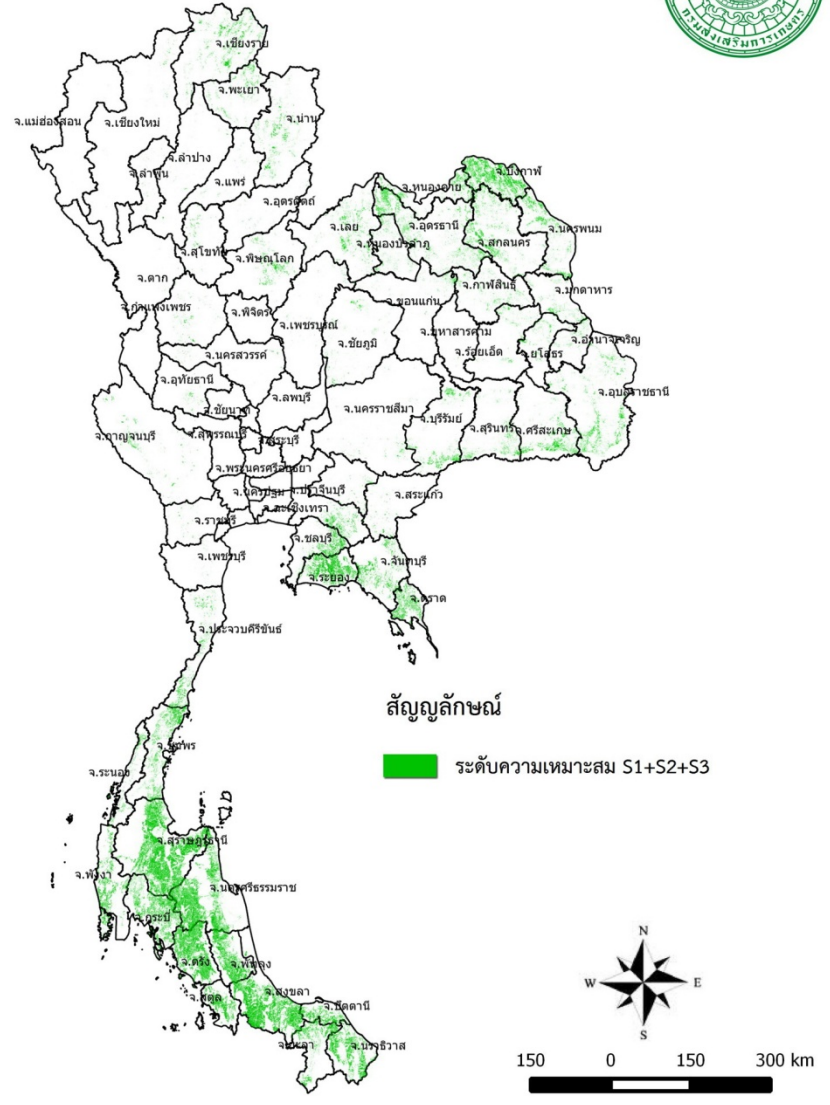 กรมส่งเสริมการเกษตร
จ.เชียงราย
จ.พะเยา
จ.แม่ฮ่องสอน
จ.เชียงใหม่
จ.น่าน
จ.ลำปาง
จ.ลำพูน
จ.แพร่
จ.อุตรดิตถ์
จ.บึงกาฬ
จ.หนองคาย
จ.เลย
จ.อุดรธานี
จ.นครพนม
จ.หนองบัวลำภู
จ.สกลนคร
จ.สุโขทัย
จ.พิษณุโลก
จ.ตาก
จ.กาฬสินธุ์
จ.มุกดาหาร
จ.กำแพงเพชร
จ.พิจิตร
จ.ขอนแก่น
จ.เพชรบูรณ์
จ.มหาสารคาม
จ.ชัยภูมิ
จ.ร้อยเอ็ด
จ.ยโสธร
จ.อำนาจเจริญ
จ.นครสวรรค์
จ.อุทัยธานี
จ.ลพบุรี
จ.อุบลราชธานี
จ.ชัยนาท
จ.นครราชสีมา
จ.บุรีรัมย์
จ.สุรินทร์
จ.ศรีสะเกษ
จ.กาญจนบุรี
จ.สุพรรณบุรี
จ.สระบุรี
จ.พระนครศรีอยุธยา
จ.นครปฐม
จ.ปราจีนบุรี
จ.สระแก้ว
จ.ฉะเชิงเทรา
จ.ราชบุรี
จ.ชลบุรี
จ.เพชรบุรี
จ.จันทบุรี
จ.ระยอง
จ.ตราด
จ.ประจวบคีรีขันธ์
สัญญลักษณ์
ระดับความเหมาะสม S1+S2+S3
จ.ชุมพร
จ.ระนอง
จ.สุราษฎร์ธานี
จ.พังงา
จ.นครศรีธรรมราช
จ.กระบี่
จ.ตรัง
จ.พัทลุง
จ.สตูล
จ.สงขลา
จ.ปัตตานี
จ.ยะลา
จ.นราธิวาส
N
W E
S
150 0 150 300 km